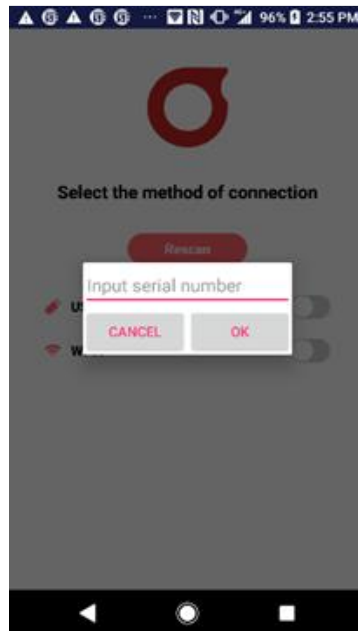 96% 2:55 PM
Select the method of connection
Rescan
Input serial number
U
CANCEL OK
W